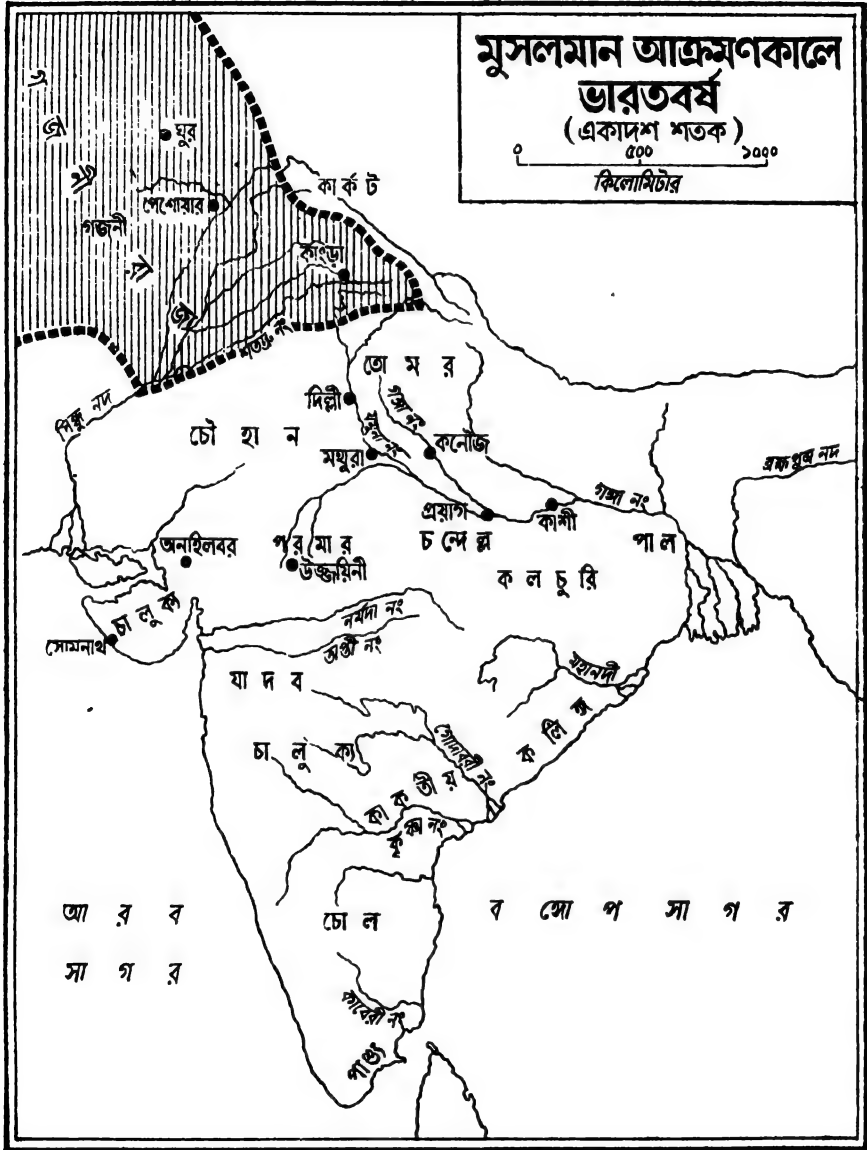 মুসলমান আক্রমণকালে
ভারতবর্ষ
(একাদশ শতক)
০ ৫০০ ১০০০
কিলোমিটার
ঘুর
কার্কট
পেশোয়ার
গজনী
রাজ্য
কাংড়া
শতদ্রু নং
সিন্ধু নদ
তোমর
দিল্লী
গঙ্গা নং
চৌহান
যমুনা নং
মথুরা
কনৌজ
ব্রহ্মপুত্র নদ
গঙ্গা নং
প্রয়াগ
কাশী
অনহিলবর
পরমার
চন্দেল্ল
পাল
উজ্জয়িনী
কলচুরি
চালুক্য
নর্মদা নং
সোমনাথ
তাপ্তী নং
মহানদী
যাদব
কলিঙ্গ
চালুক্য
গোদাবরী নং
কাকতীয়
কৃষ্ণা নং
আরব
সাগর
চোল
বঙ্গোপসাগর
কাবেরী নং
পাণ্ড্য